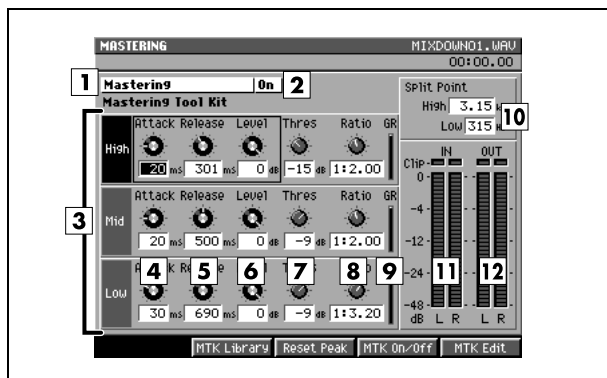 MASTERING MIXDOWN01.WAV
00:00.00
1 Mastering On 2
Mastering Tool Kit
Split Point
High 3.15 10
Low 315
3
High Attack Release Level Thres Ratio GR
20 mS 301 mS 0 dB -15 dB 1:2.00
Mid Attack Release Level Thres Ratio GR
20 mS 500 mS 0 dB -9 dB 1:2.00
Low
4 5 6 7 8 9
30 mS 690 mS 0 dB -9 dB 1:3.20
IN OUT
Clip
0
-4
-12
-24
11 12
-48
dB L R L R
MTK Library Reset Peak MTK On/Off MTK Edit